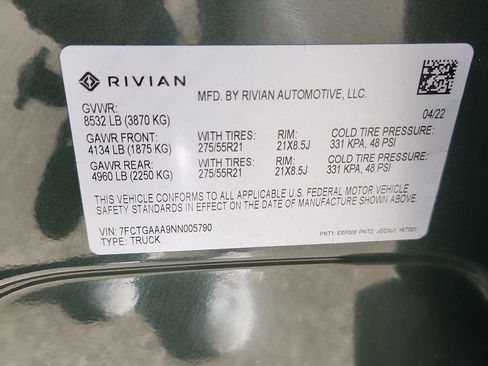 RIVIAN
MFD. BY RIVIAN AUTOMOTIVE, LLC.
GVWR:
8532 LB (3870 KG)
04/22
GAWR FRONT: WITH TIRES: RIM: COLD TIRE PRESSURE:
4134 LB (1875 KG) 275/55R21 21X8.5J 331 KPA, 48 PSI
GAWR REAR: WITH TIRES: RIM: COLD TIRE PRESSURE:
4960 LB (2250 KG) 275/55R21 21X8.5J 331 KPA, 48 PSI
THIS VEHICLE CONFORMS TO ALL APPLICABLE U.S. FEDERAL MOTOR VEHICLE
SAFETY STANDARDS IN EFFECT ON THE DATE OF MANUFACTURE SHOWN
ABOVE.
VIN: 7FCTGAAA9NN005790
TYPE: TRUCK
PNT1: EXP006 PNT2: INT001